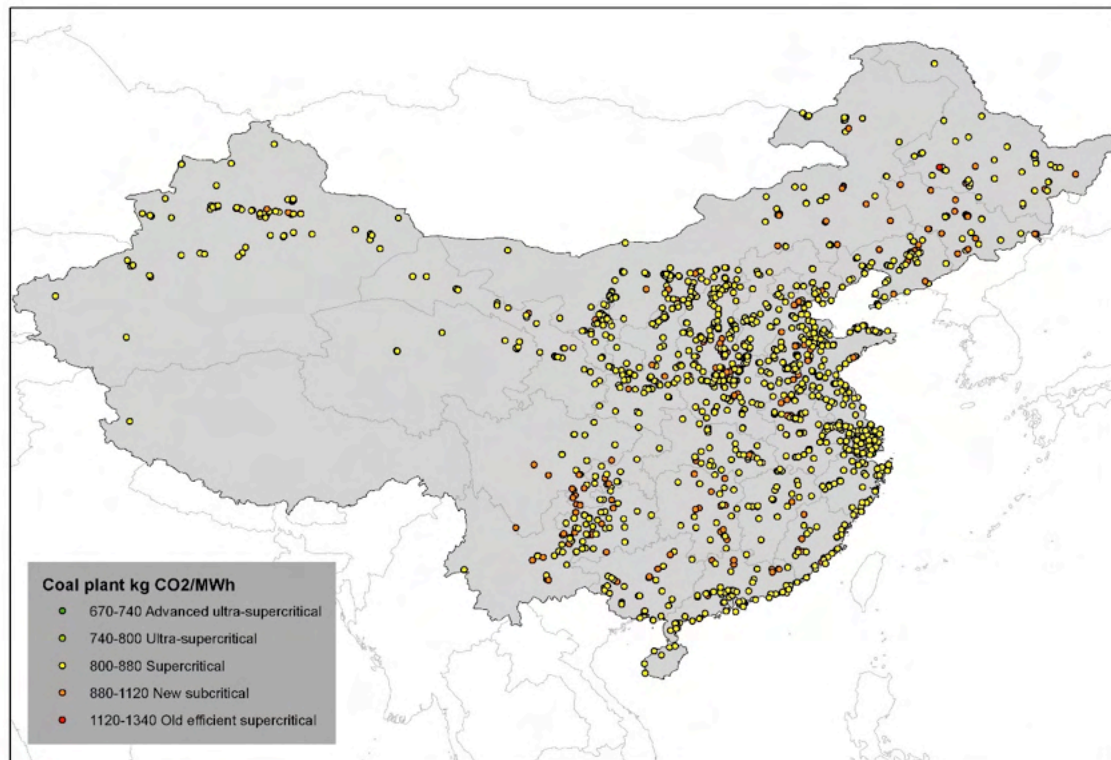 Coal plant kg CO2/MWh
670-740 Advanced ultra-supercritical
740-800 Ultra-supercritical
800-880 Supercritical
880-1120 New subcritical
1120-1340 Old efficient supercritical